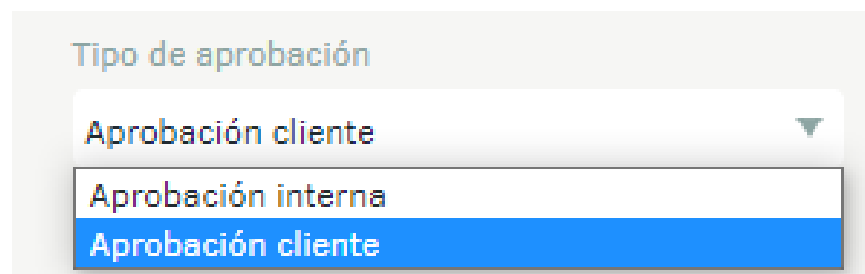 Tipo de aprobación
Aprobación cliente
Aprobación interna
Aprobación cliente